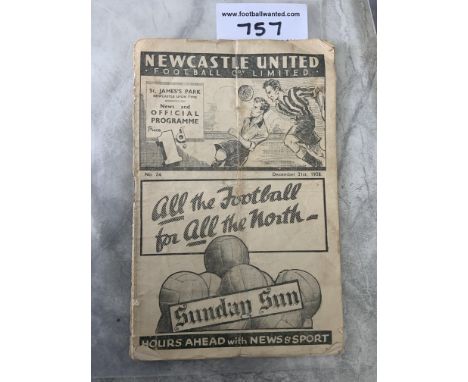 www.footballwanted.com
757
NEWCASTLE UNITED
FOOTBALL Co LIMITED.
St. JAMES'S PARK
NEWCASTLE UPON TYNE
News and
OFFICIAL
PROGRAMME
Price
1d
No. 24
December 21st, 1935
All the Football
for All the North -
Sunday Sun
HOURS AHEAD with NEWS & SPORT